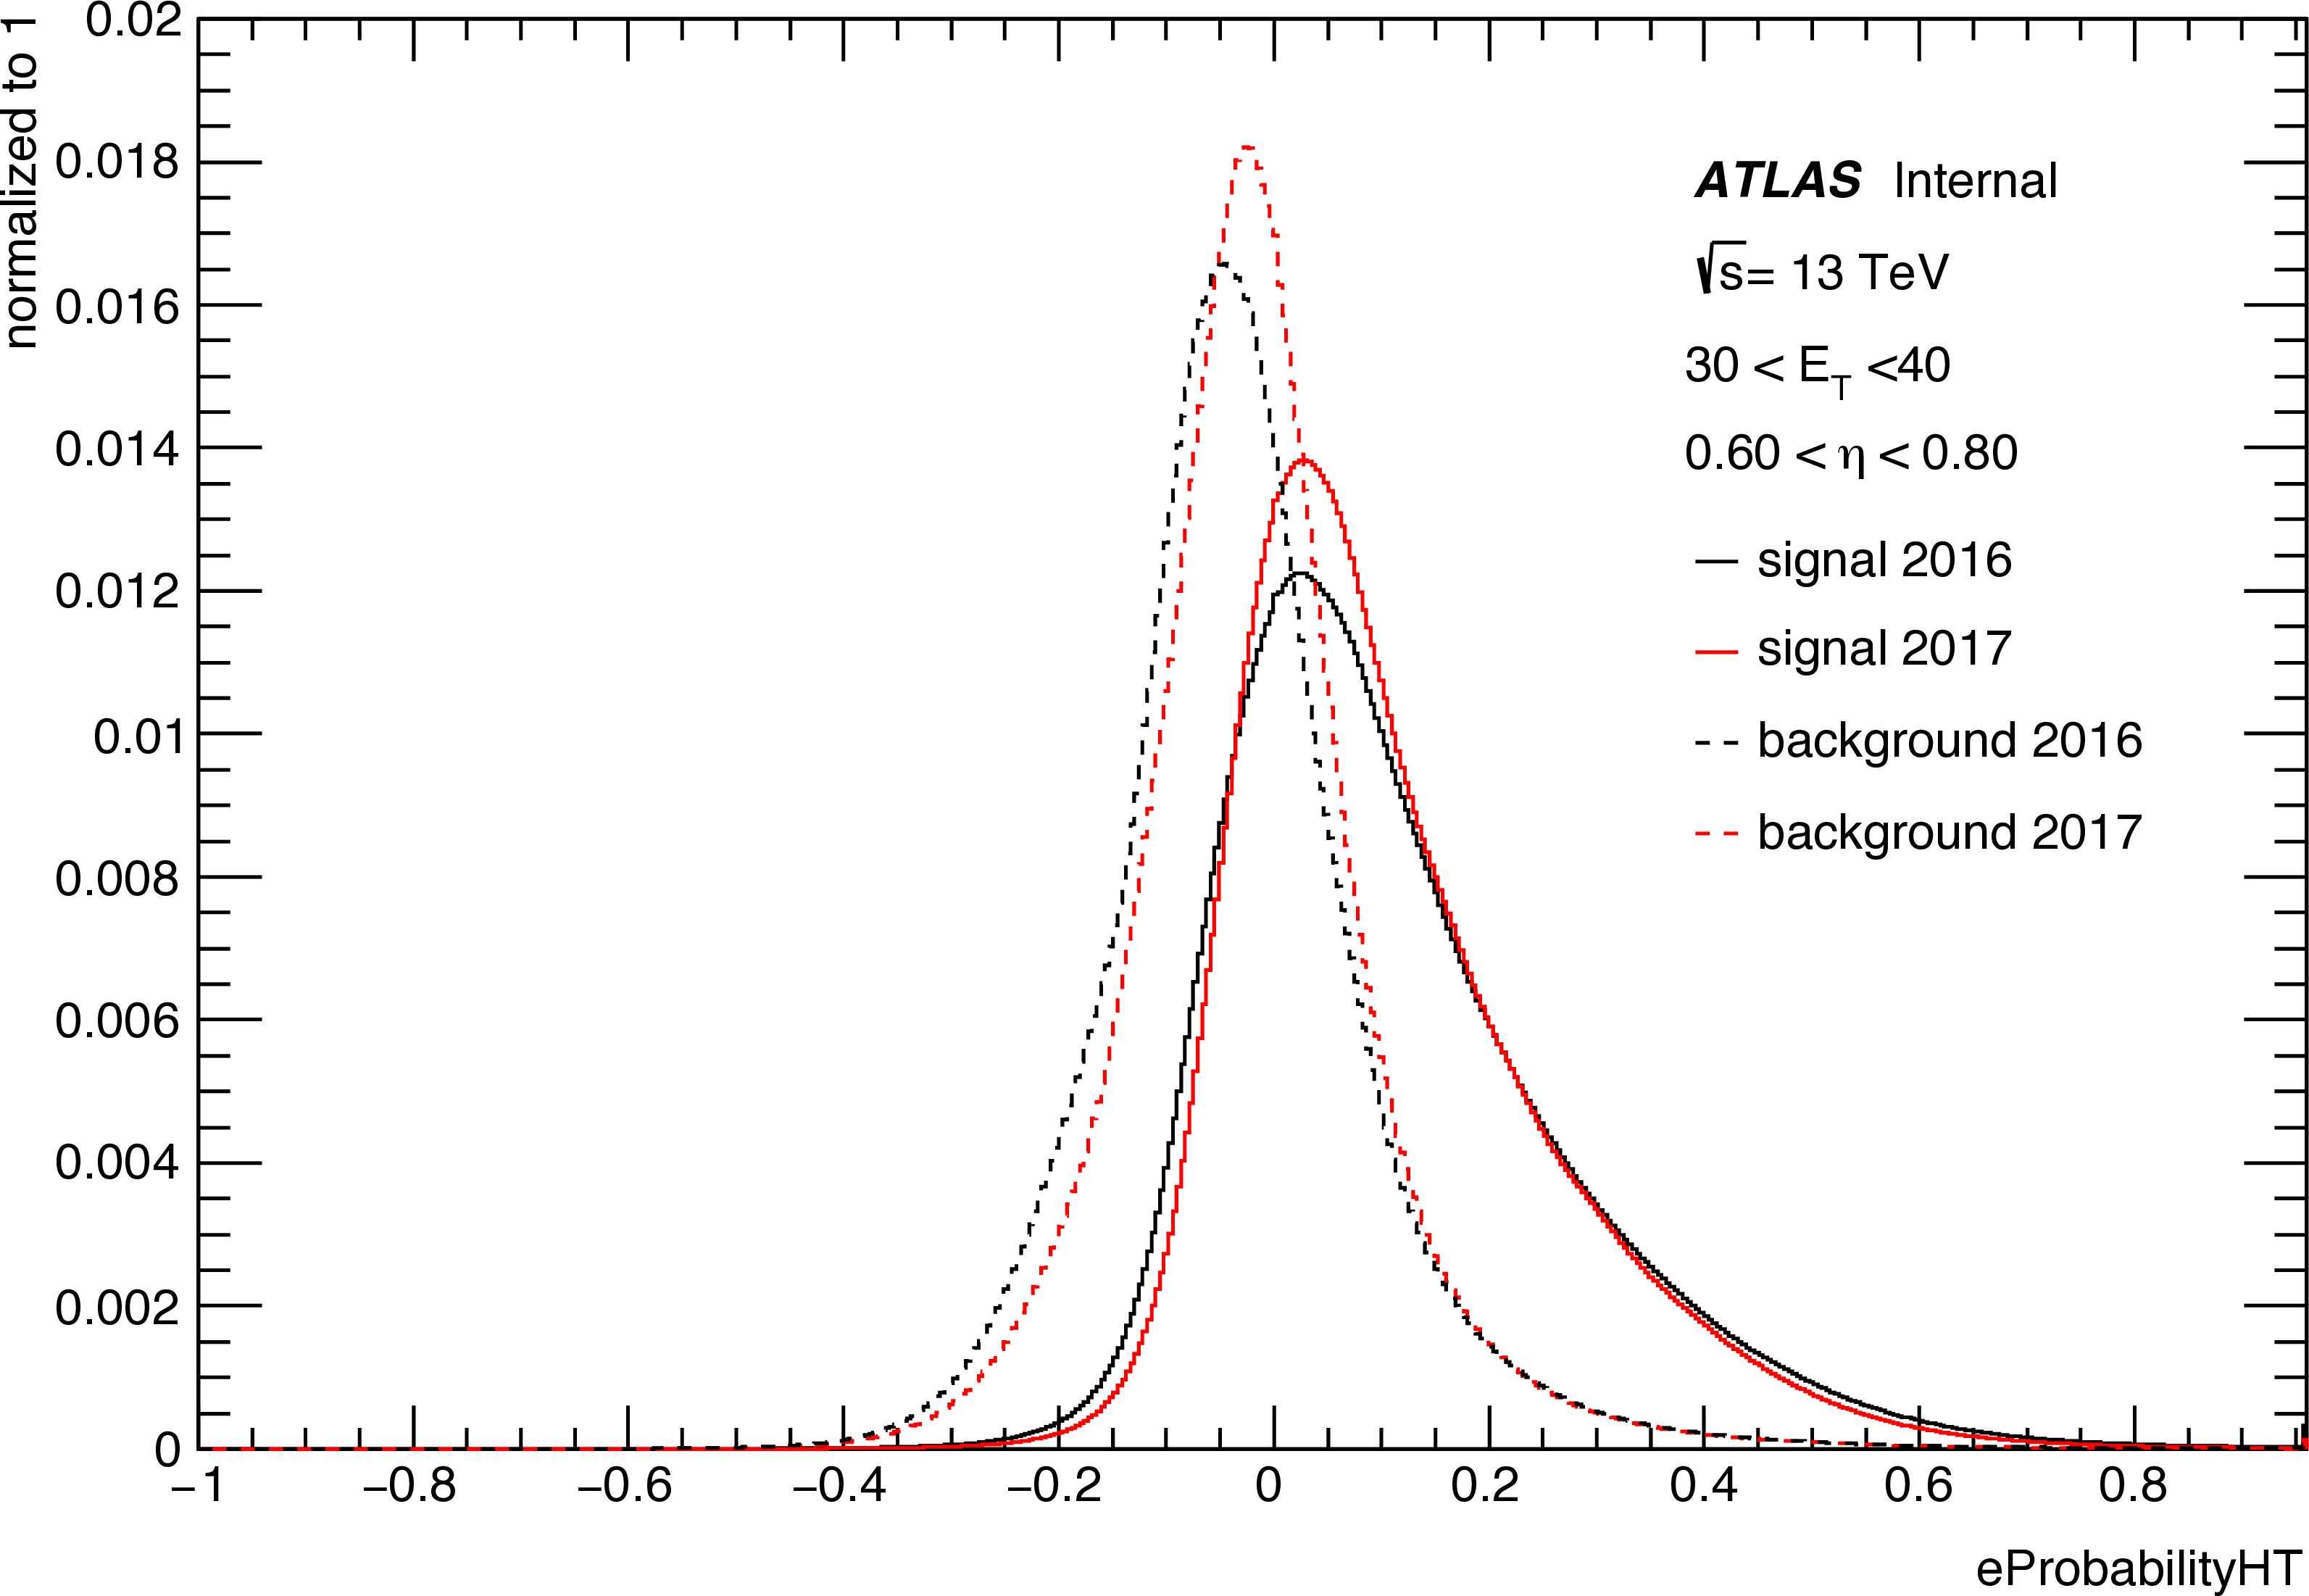 normalized to 1
0.02
0.018
0.016
0.014
0.012
0.01
0.008
0.006
0.004
0.002
0
ATLAS Internal
√s= 13 TeV
30 < E_T <40
0.60 < η < 0.80
signal 2016
signal 2017
background 2016
background 2017
−1 −0.8 −0.6 −0.4 −0.2 0 0.2 0.4 0.6 0.8
eProbabilityHT